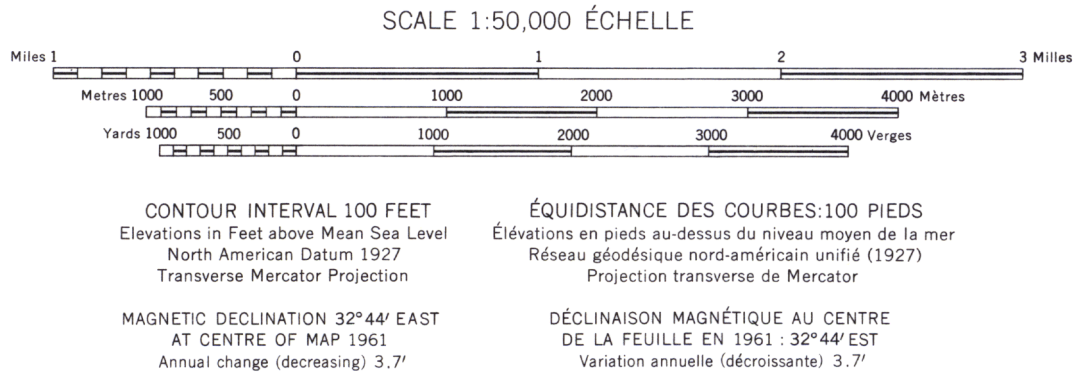 SCALE 1:50,000 ÉCHELLE
Miles 1 0 1 2 3 Milles
Metres 1000 500 0 1000 2000 3000 4000 Mètres
Yards 1000 500 0 1000 2000 3000 4000 Verges
CONTOUR INTERVAL 100 FEET
Elevations in Feet above Mean Sea Level
North American Datum 1927
Transverse Mercator Projection
MAGNETIC DECLINATION 32°44′ EAST
AT CENTRE OF MAP 1961
Annual change (decreasing) 3.7′
ÉQUIDISTANCE DES COURBES:100 PIEDS
Élévations en pieds au-dessus du niveau moyen de la mer
Réseau géodésique nord-américain unifié (1927)
Projection transverse de Mercator
DÉCLINAISON MAGNÉTIQUE AU CENTRE
DE LA FEUILLE EN 1961 : 32°44′ EST
Variation annuelle (décroissante) 3.7′